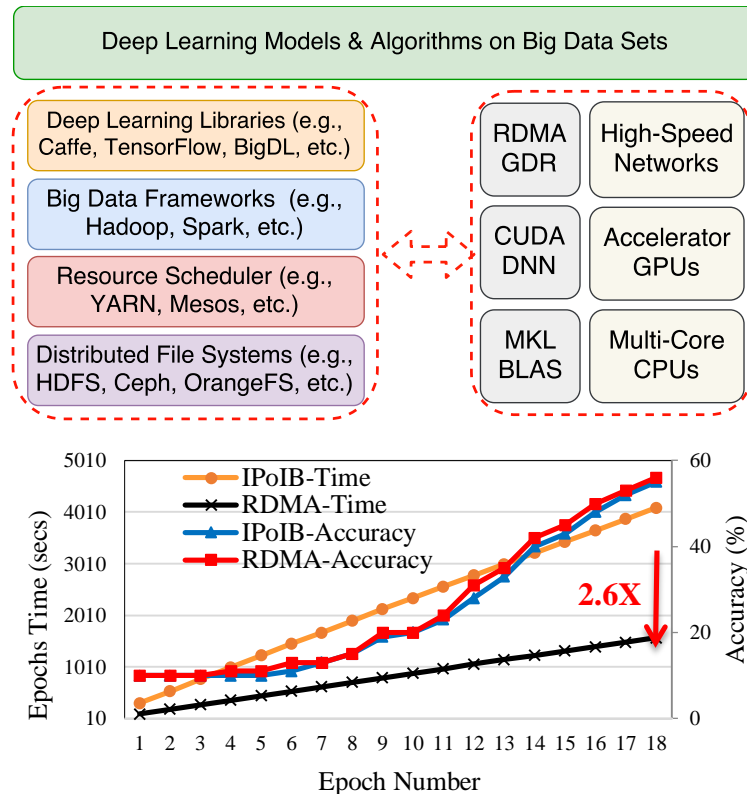 Deep Learning Models & Algorithms on Big Data Sets
Deep Learning Libraries (e.g.,
Caffe, TensorFlow, BigDL, etc.)
Big Data Frameworks (e.g.,
Hadoop, Spark, etc.)
Resource Scheduler (e.g.,
YARN, Mesos, etc.)
Distributed File Systems (e.g.,
HDFS, Ceph, OrangeFS, etc.)
RDMA
GDR
High-Speed
Networks
CUDA
DNN
Accelerator
GPUs
MKL
BLAS
Multi-Core
CPUs
Epochs Time (secs)
5010
4010
3010
2010
1010
10
IPoIB-Time
RDMA-Time
IPoIB-Accuracy
RDMA-Accuracy
2.6X
60
40
20
0
Accuracy (%)
1 2 3 4 5 6 7 8 9 10 11 12 13 14 15 16 17 18
Epoch Number